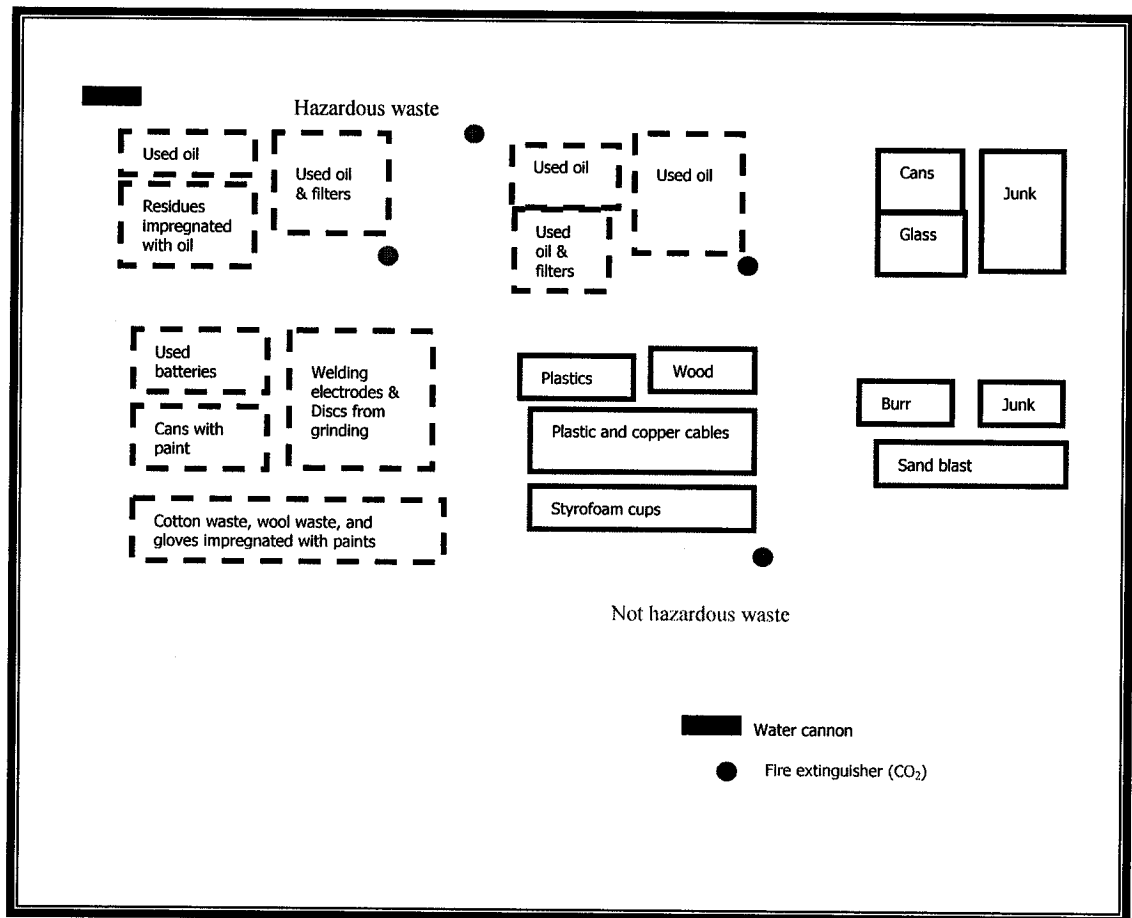 Hazardous waste
Used oil
Residues
impregnated
with oil
Used oil
& filters
Used oil
Used
oil &
filters
Used oil
Cans
Glass
Junk
Used
batteries
Cans with
paint
Welding
electrodes &
Discs from
grinding
Cotton waste, wool waste, and
gloves impregnated with paints
Plastics
Wood
Plastic and copper cables
Styrofoam cups
Burr
Junk
Sand blast
Not hazardous waste
Water cannon
Fire extinguisher (CO₂)